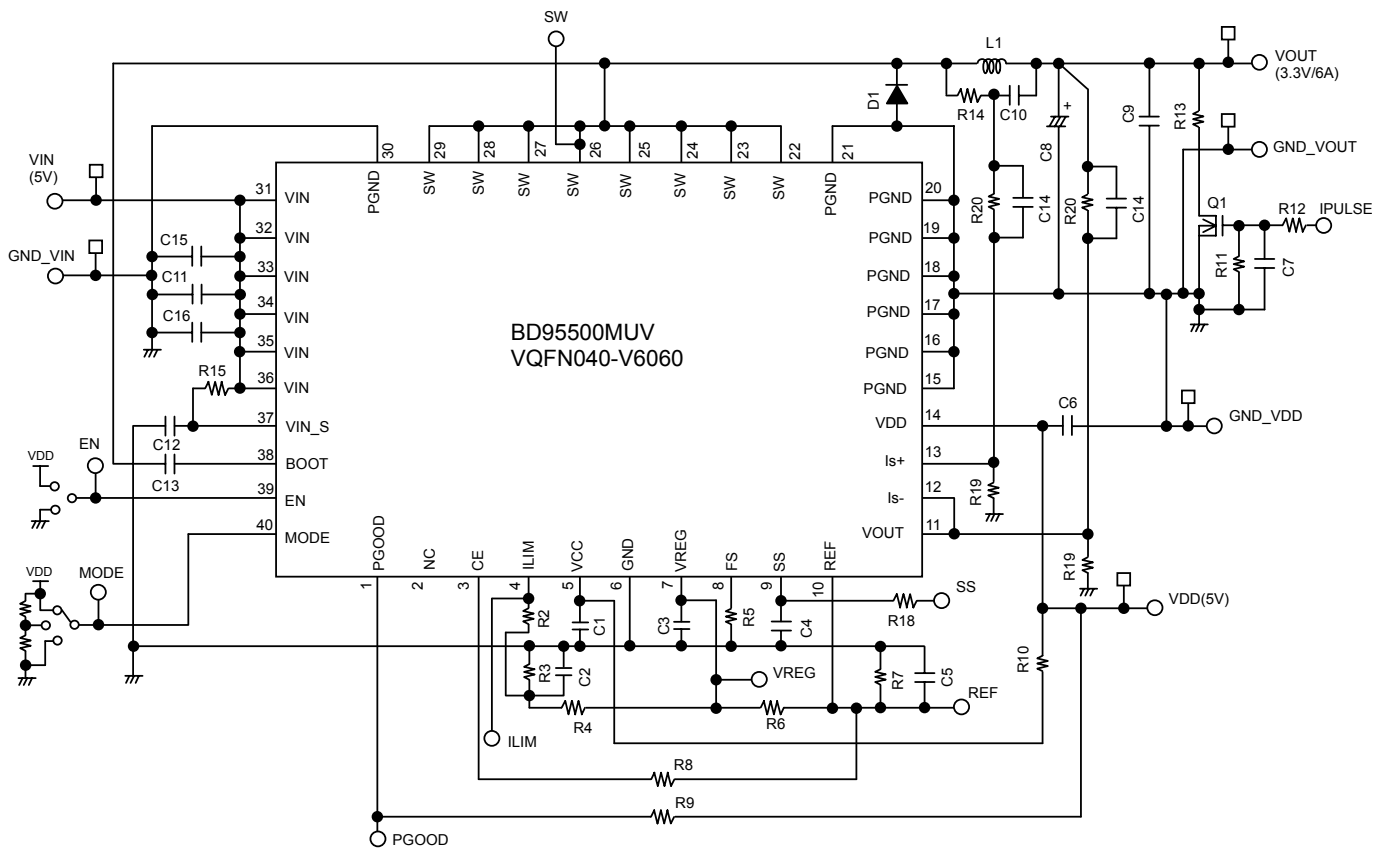 SW
L1
VOUT
(3.3V/6A)
D1
R14
C10
C8
+
C9
R13
GND_VOUT
VIN
(5V)
30
29
28
27
26
25
24
23
22
21
PGND
SW
SW
SW
SW
SW
SW
SW
SW
PGND
31
VIN
32
VIN
33
VIN
34
VIN
35
VIN
36
VIN
37
VIN_S
38
BOOT
39
EN
40
MODE
GND_VIN
C15
C11
C16
R15
C12
C13
VDD
EN
VDD
MODE
BD95500MUV
VQFN040-V6060
PGND
20
PGND
19
PGND
18
PGND
17
PGND
16
PGND
15
VDD
14
Is+
13
Is-
12
VOUT
11
R20
C14
R20
C14
Q1
R12
IPULSE
R11
C7
C6
GND_VDD
R19
R19
VDD(5V)
PGOOD
NC
CE
ILIM
VCC
GND
VREG
FS
SS
REF
1
2
3
4
5
6
7
8
9
10
R2
C1
C3
R5
C4
R18
SS
R3
C2
R4
VREG
R6
R7
C5
REF
R10
ILIM
R8
R9
PGOOD